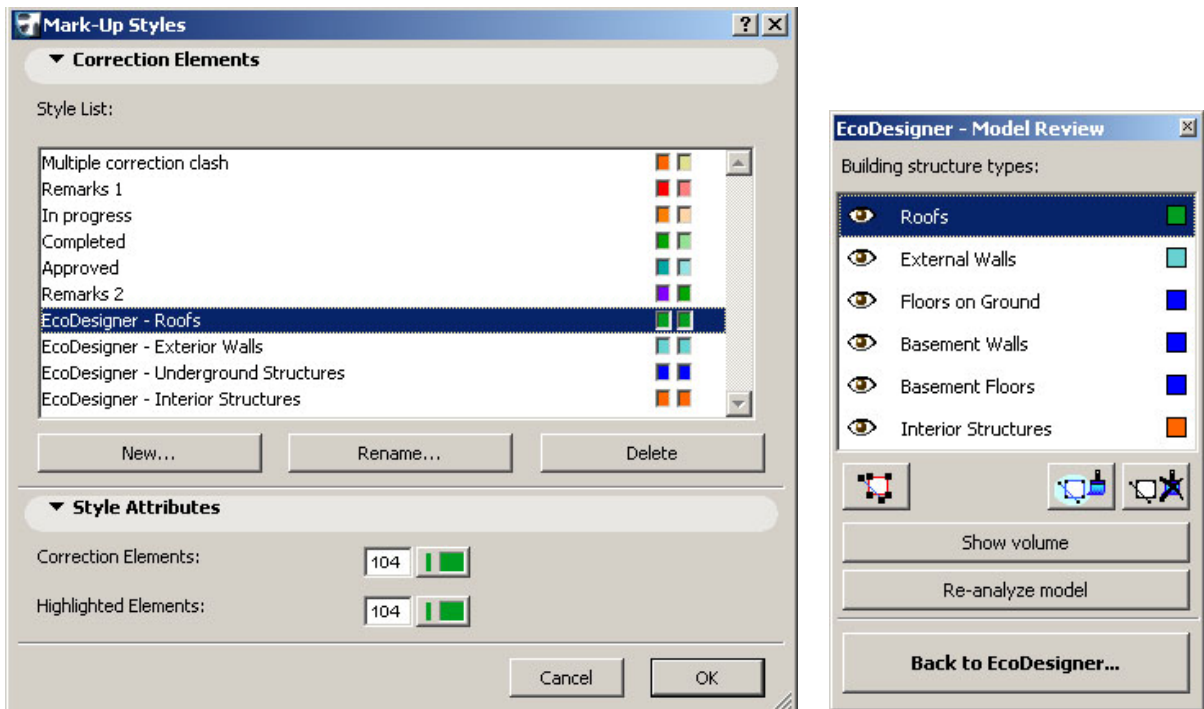 Mark-Up Styles
Correction Elements
Style List:
Multiple correction clash
Remarks 1
In progress
Completed
Approved
Remarks 2
EcoDesigner - Roofs
EcoDesigner - Exterior Walls
EcoDesigner - Underground Structures
EcoDesigner - Interior Structures
New... Rename... Delete
Style Attributes
Correction Elements: 104
Highlighted Elements: 104
Cancel OK
EcoDesigner - Model Review
Building structure types:
Roofs
External Walls
Floors on Ground
Basement Walls
Basement Floors
Interior Structures
Show volume
Re-analyze model
Back to EcoDesigner...